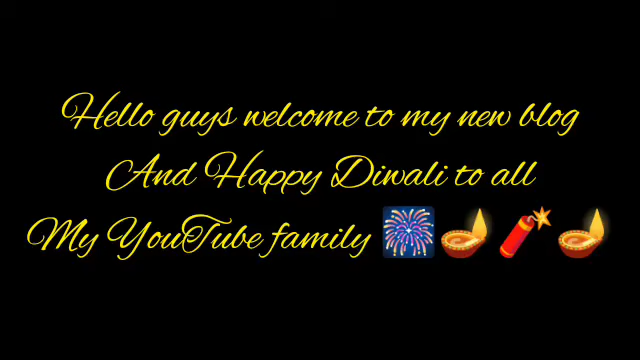 Hello guys welcome to my new blog
And Happy Diwali to all
My YouTube family 🎆🪔🧨🪔